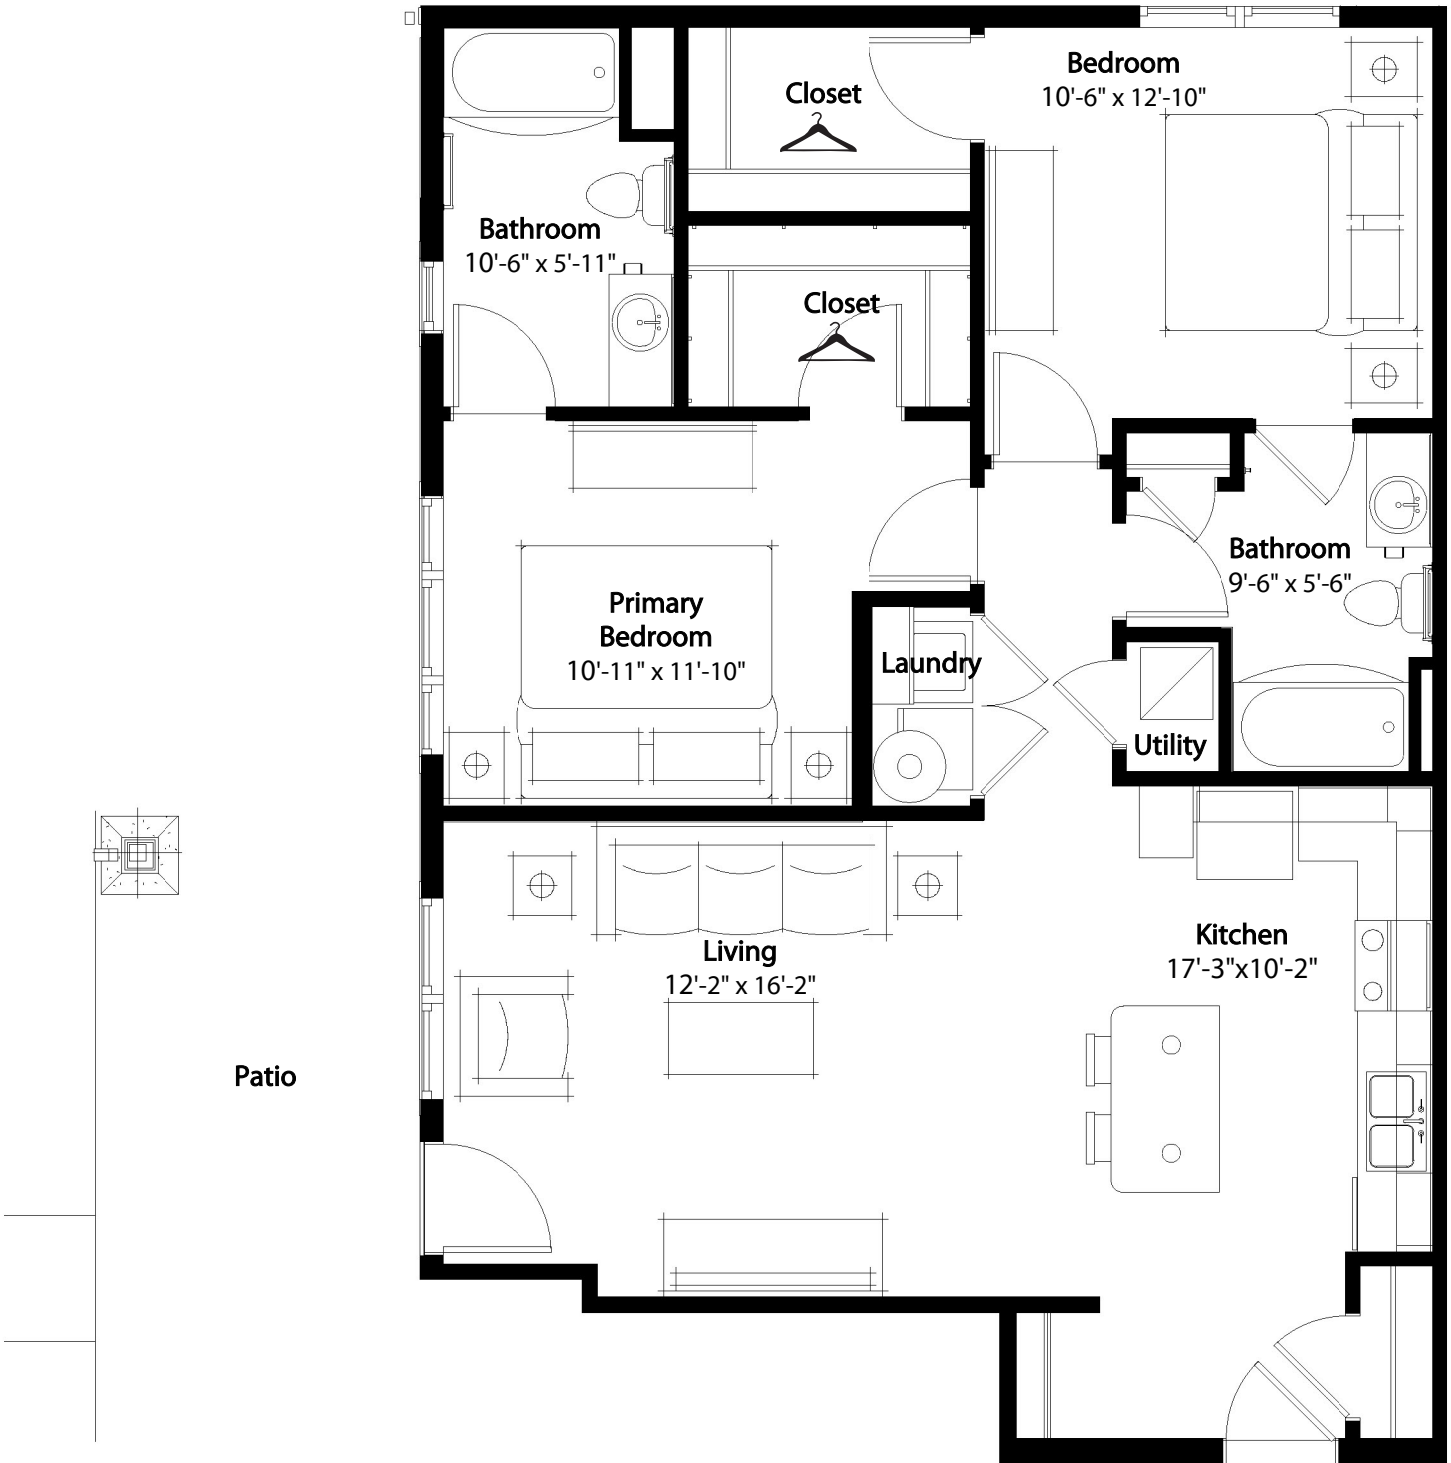 Bedroom
10'-6" x 12'-10"
Closet
Bathroom
10'-6" x 5'-11"
Closet
Bathroom
9'-6" x 5'-6"
Primary
Bedroom
10'-11" x 11'-10"
Laundry
Utility
Living
12'-2" x 16'-2"
Kitchen
17'-3"x10'-2"
Patio